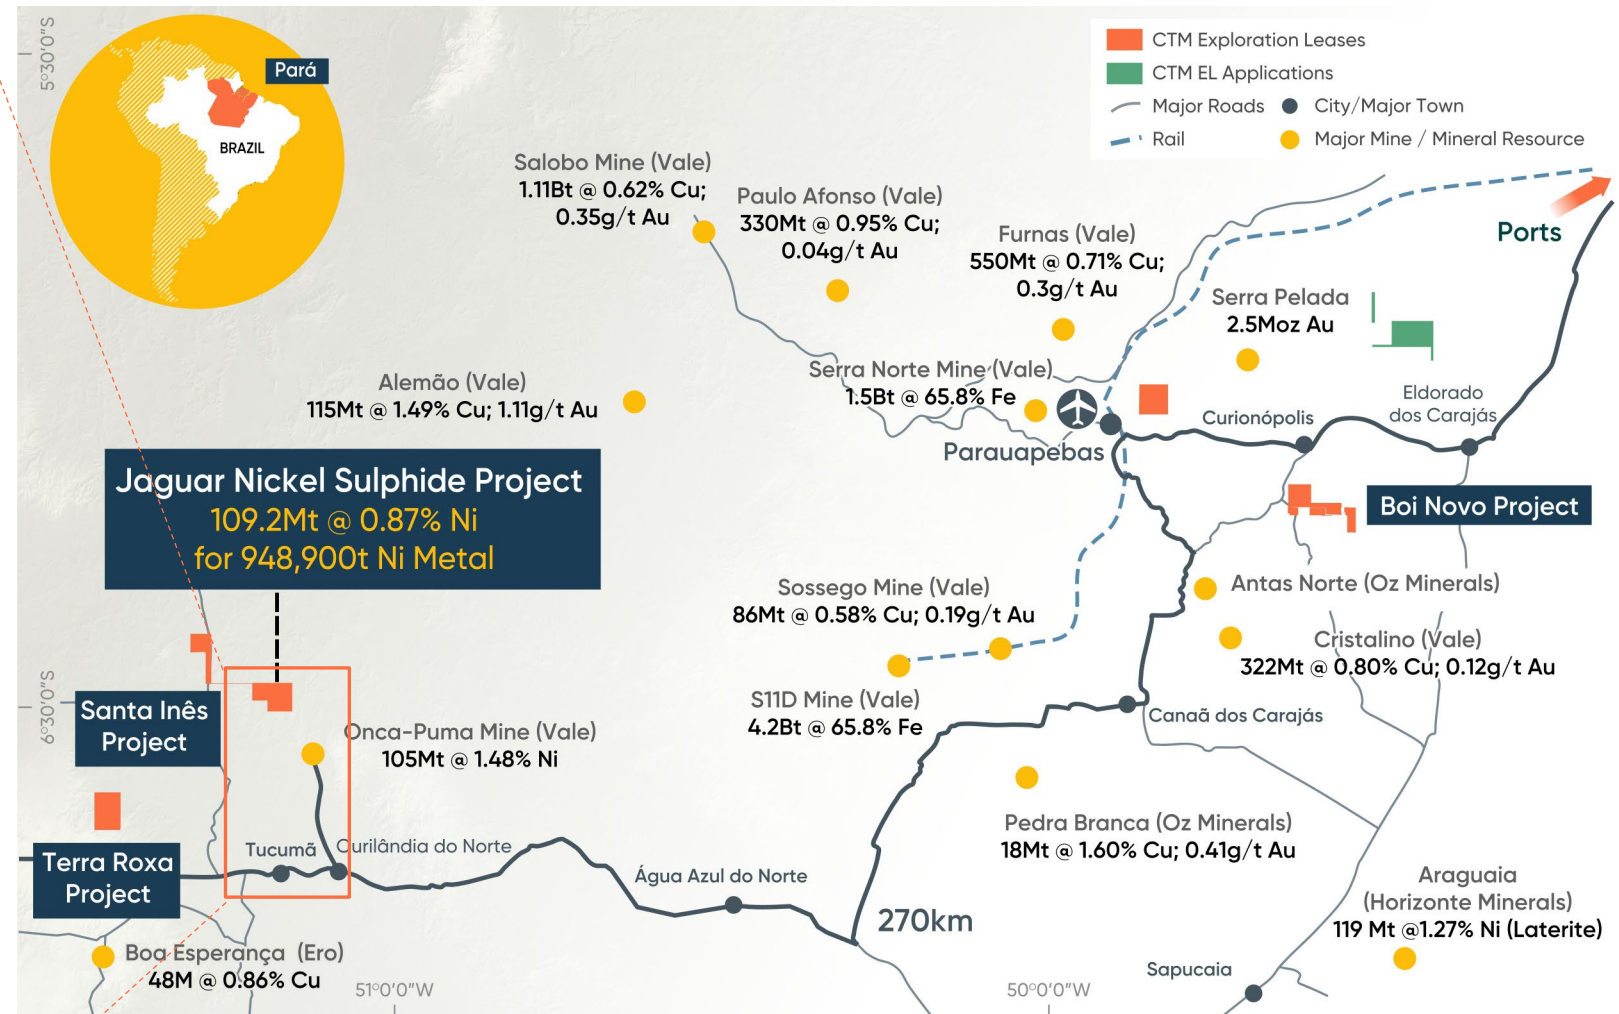 5°30'0"S
Pará
BRAZIL
CTM Exploration Leases
CTM EL Applications
Major Roads
City/Major Town
Rail
Major Mine / Mineral Resource
Salobo Mine (Vale)
1.11Bt @ 0.62% Cu;
0.35g/t Au
Paulo Afonso (Vale)
330Mt @ 0.95% Cu;
0.04g/t Au
Furnas (Vale)
550Mt @ 0.71% Cu;
0.3g/t Au
Ports
Serra Pelada
2.5Moz Au
Alemão (Vale)
115Mt @ 1.49% Cu; 1.11g/t Au
Serra Norte Mine (Vale)
1.5Bt @ 65.8% Fe
Parauapebas
Curionópolis
Eldorado
dos Carajás
Jaguar Nickel Sulphide Project
109.2Mt @ 0.87% Ni
for 948,900t Ni Metal
Boi Novo Project
Sossego Mine (Vale)
86Mt @ 0.58% Cu; 0.19g/t Au
Antas Norte (Oz Minerals)
Cristalino (Vale)
322Mt @ 0.80% Cu; 0.12g/t Au
6°30'0"S
Santa Inês
Project
Onca-Puma Mine (Vale)
105Mt @ 1.48% Ni
S11D Mine (Vale)
4.2Bt @ 65.8% Fe
Canaã dos Carajás
Pedra Branca (Oz Minerals)
18Mt @ 1.60% Cu; 0.41g/t Au
Terra Roxa
Project
Tucumã
Ourilândia do Norte
Água Azul do Norte
270km
Araguaia
(Horizonte Minerals)
119 Mt @1.27% Ni (Laterite)
Boa Esperança (Ero)
48M @ 0.86% Cu
Sapucaia
51°0'0"W
50°0'0"W